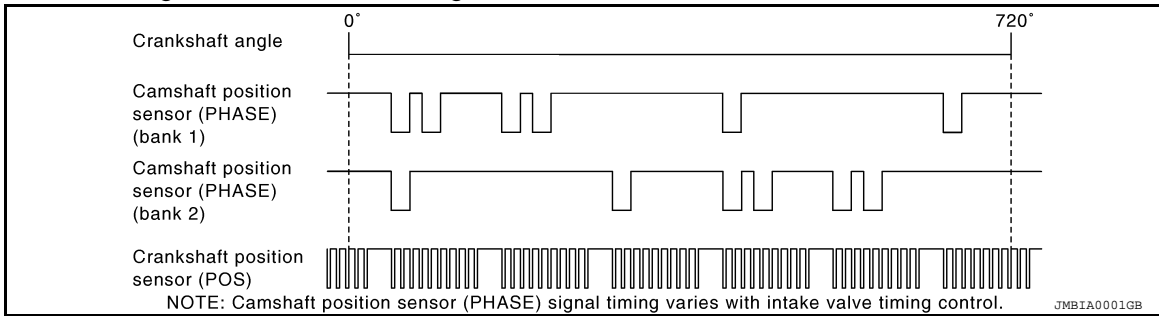 0° 720°
Crankshaft angle
Camshaft position
sensor (PHASE)
(bank 1)
Camshaft position
sensor (PHASE)
(bank 2)
Crankshaft position
sensor (POS)
NOTE: Camshaft position sensor (PHASE) signal timing varies with intake valve timing control.
JMBIA0001GB